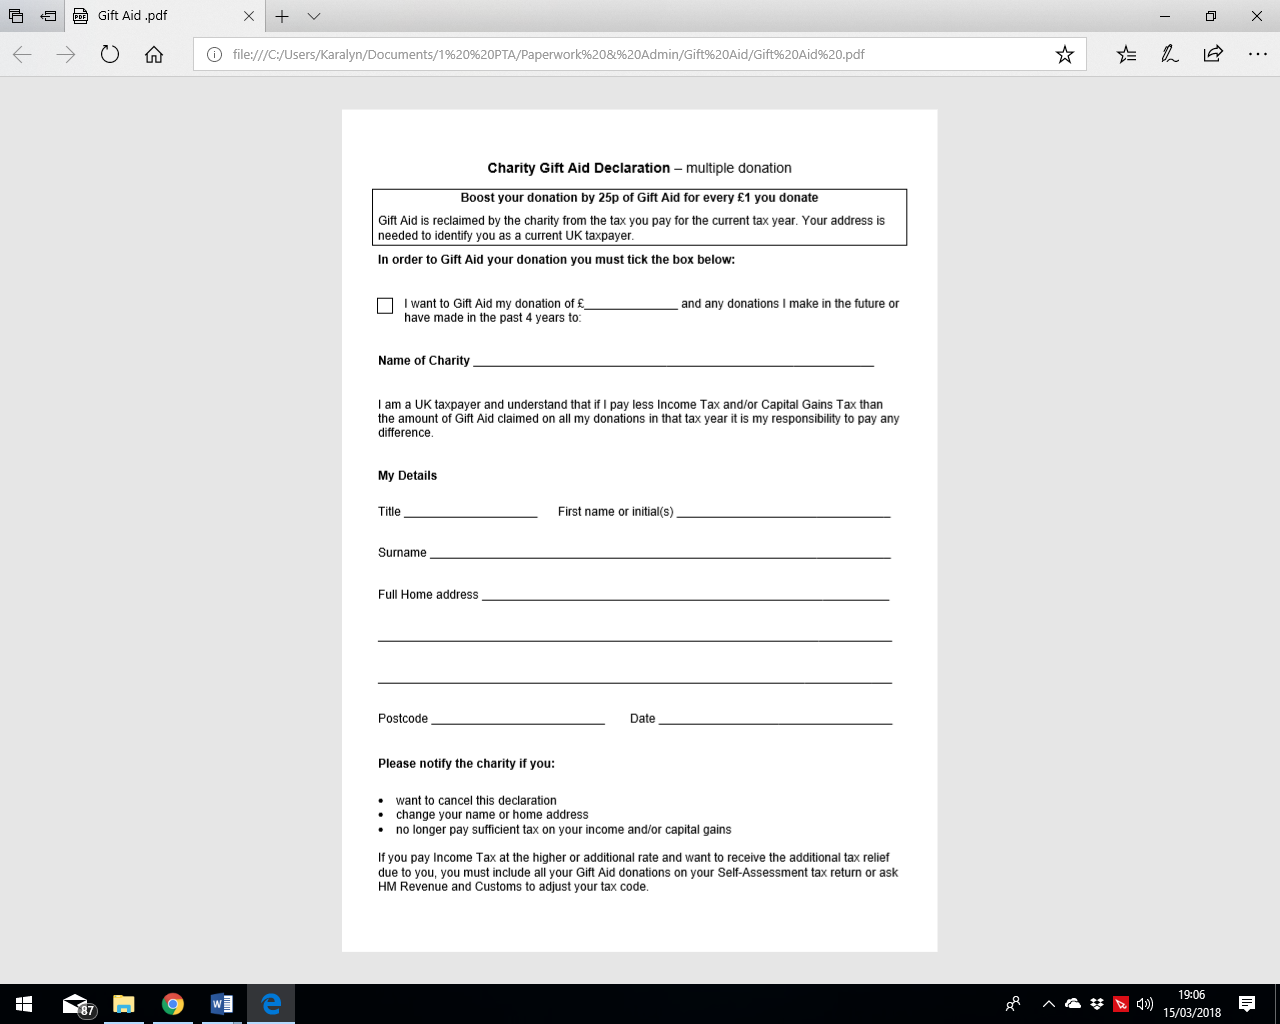 Gift Aid .pdf
file:///C:/Users/Karalyn/Documents/1%20%20PTA/Paperwork%20&%20Admin/Gift%20Aid/Gift%20Aid%20.pdf
Charity Gift Aid Declaration – multiple donation
Boost your donation by 25p of Gift Aid for every £1 you donate
Gift Aid is reclaimed by the charity from the tax you pay for the current tax year. Your address is
needed to identify you as a current UK taxpayer.
In order to Gift Aid your donation you must tick the box below:
I want to Gift Aid my donation of £______________ and any donations I make in the future or
have made in the past 4 years to:
Name of Charity ______________
I am a UK taxpayer and understand that if I pay less Income Tax and/or Capital Gains Tax than
the amount of Gift Aid claimed on all my donations in that tax year it is my responsibility to pay any
difference.
My Details
Title ______________ First name or initial(s) ______________
Surname ______________
Full Home address ______________
Postcode ______________ Date ______________
Please notify the charity if you:
• want to cancel this declaration
• change your name or home address
• no longer pay sufficient tax on your income and/or capital gains
If you pay Income Tax at the higher or additional rate and want to receive the additional tax relief
due to you, you must include all your Gift Aid donations on your Self-Assessment tax return or ask
HM Revenue and Customs to adjust your tax code.
87
19:06
15/03/2018